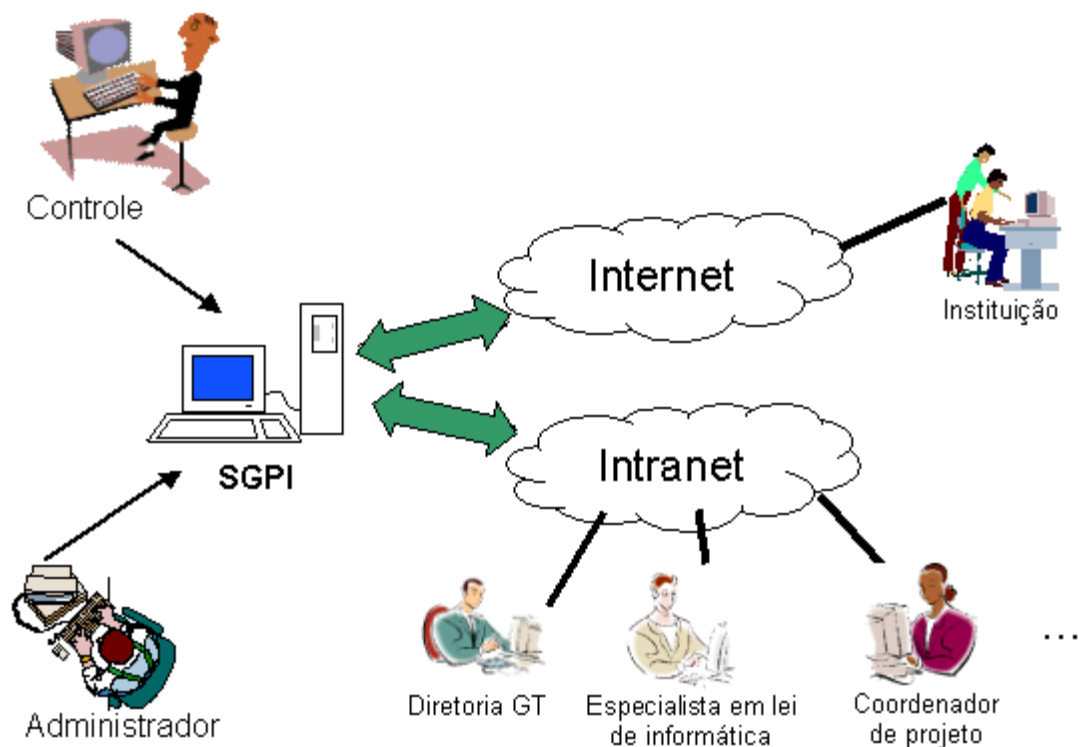 Controle
Internet
Instituição
SGPI
Intranet
Administrador
Diretoria GT
Especialista em lei
de informática
Coordenador
de projeto
...